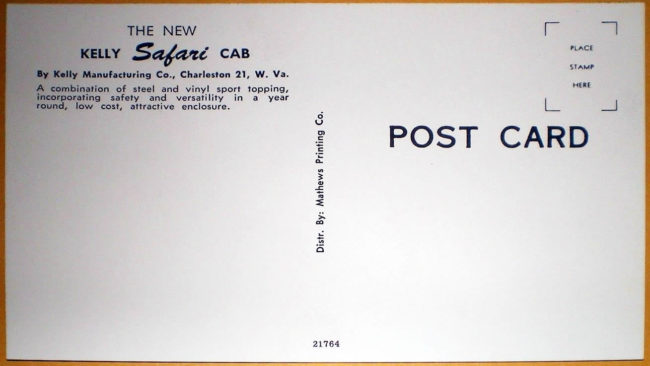 THE NEW
KELLY Safari CAB
By Kelly Manufacturing Co., Charleston 21, W. Va.
A combination of steel and vinyl sport topping,
incorporating safety and versatility in a year
round, low cost, attractive enclosure.
Distr. By: Mathews Printing Co.
PLACE
STAMP
HERE
POST CARD
21764